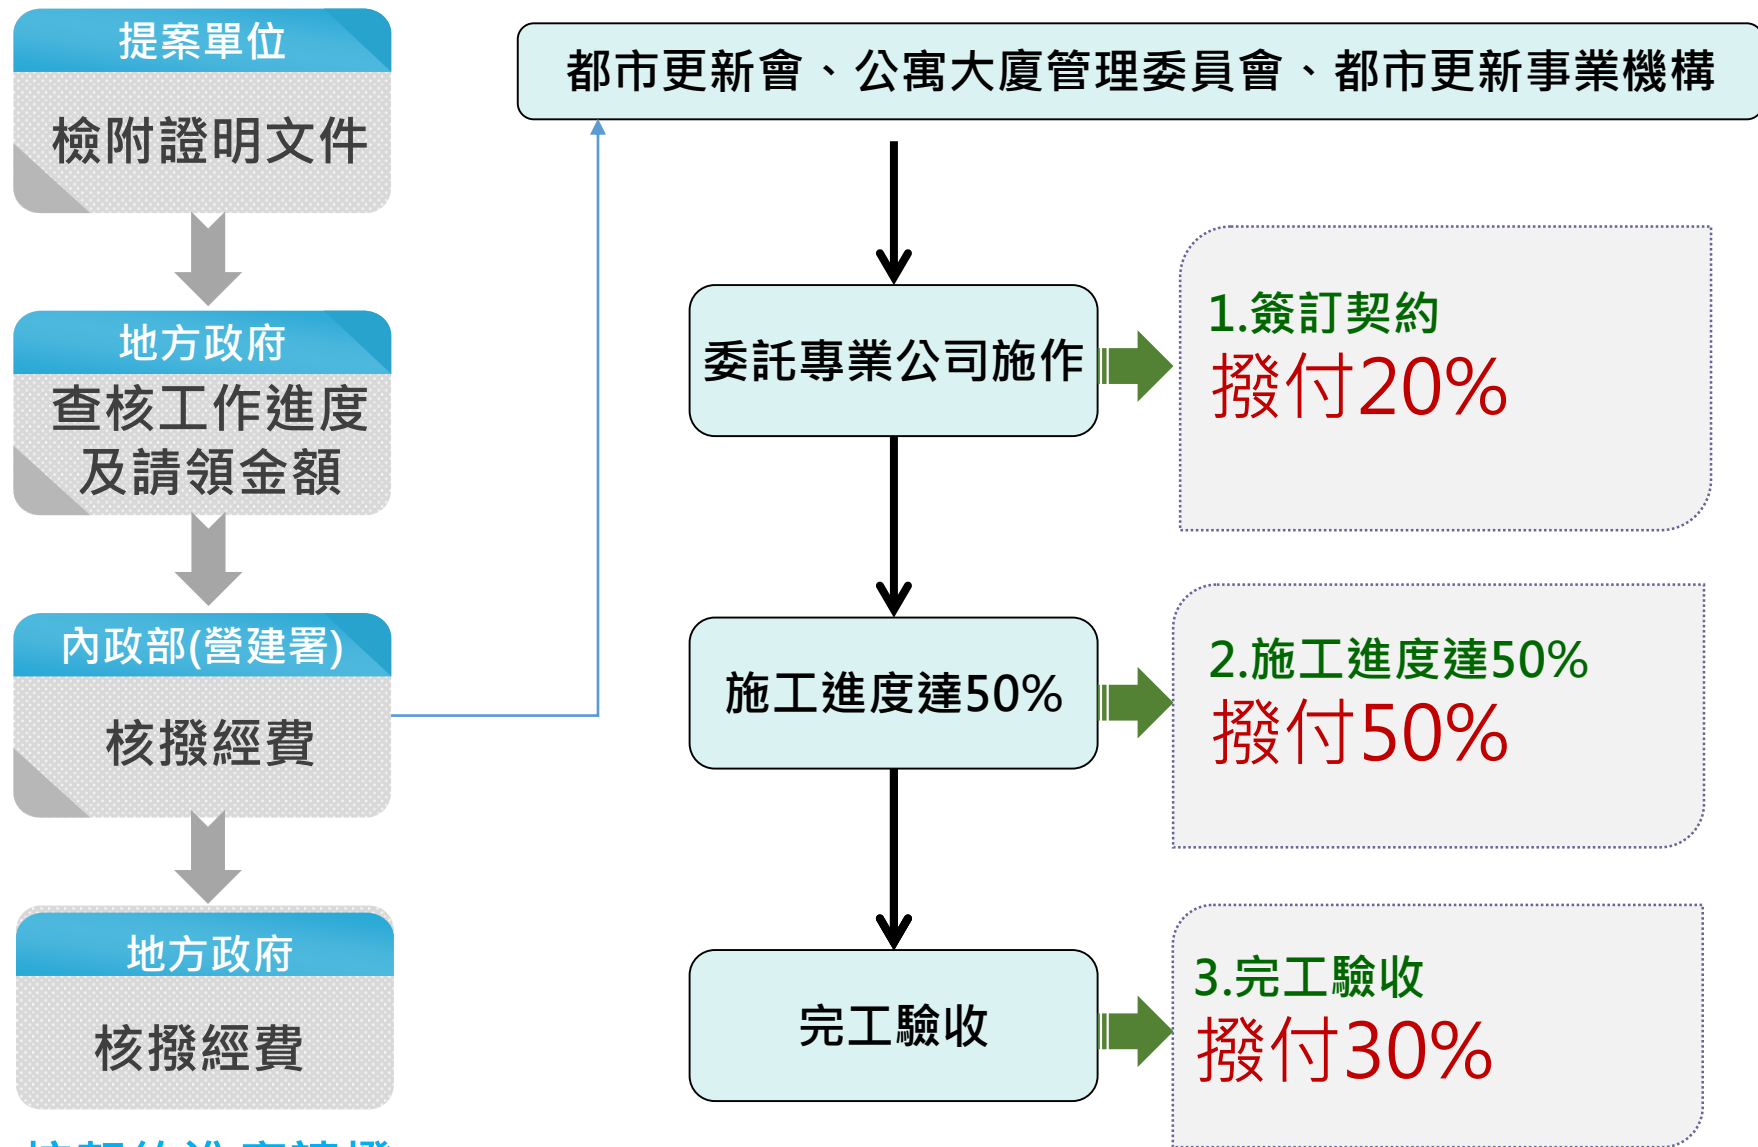 提案單位
檢附證明文件
地方政府
查核工作進度
及請領金額
內政部(營建署)
核撥經費
地方政府
核撥經費
都市更新會、公寓大廈管理委員會、都市更新事業機構
委託專業公司施作
1.簽訂契約
撥付20%
施工進度達50%
2.施工進度達50%
撥付50%
完工驗收
3.完工驗收
撥付30%